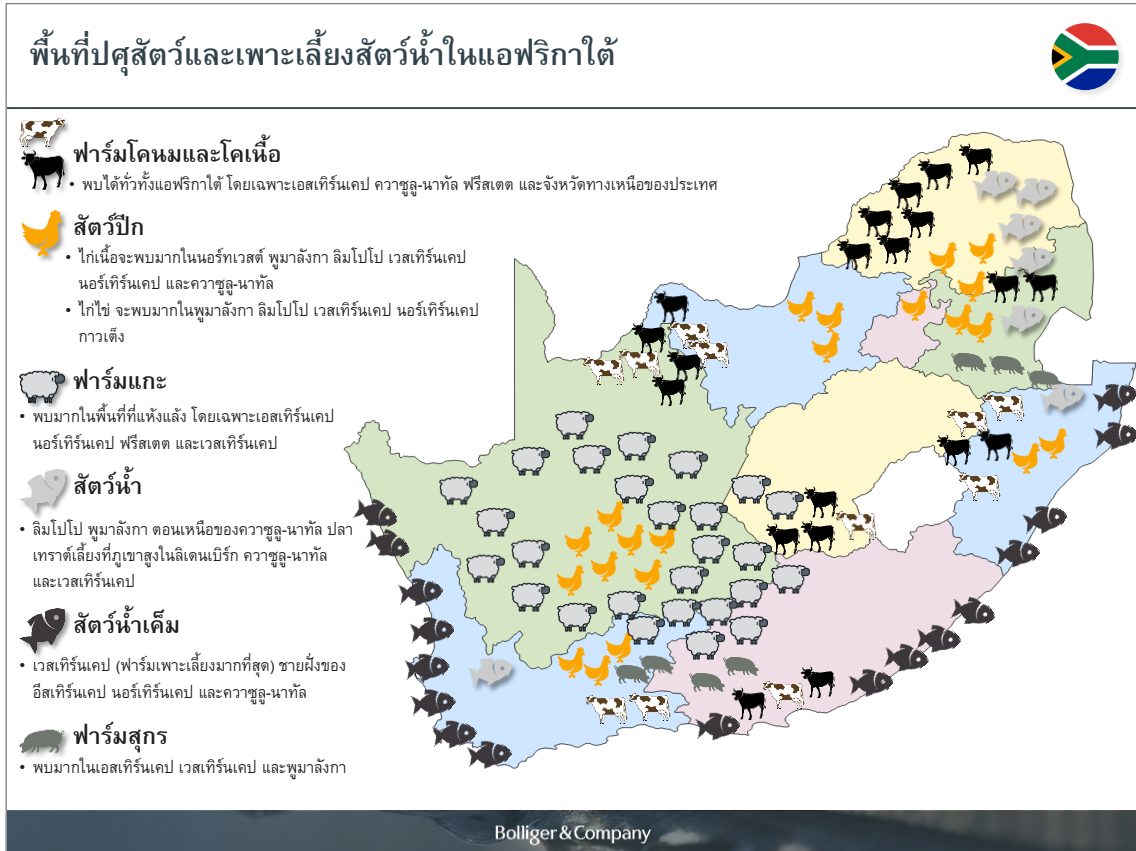 พื้นที่ปศุสัตว์และเพาะเลี้ยงสัตว์น้ำในแอฟริกาใต้
ฟาร์มโคนมและโคเนื้อ
• พบได้ทั่วทั้งแอฟริกาใต้ โดยเฉพาะเอสเทิร์นเคป ควาซูลู-นาทัล ฟรีสเตต และจังหวัดทางเหนือของประเทศ
สัตว์ปีก
• ไก่เนื้อจะพบมากในนอร์ทเวสต์ พูมาลังกา ลิมโปโป เวสเทิร์นเคป
นอร์เทิร์นเคป และควาซูลู-นาทัล
• ไก่ไข่ จะพบมากในพูมาลังกา ลิมโปโป เวสเทิร์นเคป นอร์เทิร์นเคป
กาวเต็ง
ฟาร์มแกะ
• พบมากในพื้นที่ที่แห้งแล้ง โดยเฉพาะเอสเทิร์นเคป
นอร์เทิร์นเคป ฟรีสเตต และเวสเทิร์นเคป
สัตว์น้ำ
• ลิมโปโป พูมาลังกา ตอนเหนือของควาซูลู-นาทัล ปลา
เทราต์เลี้ยงที่ภูเขาสูงในลิเดนเบิร์ก ควาซูลู-นาทัล
และเวสเทิร์นเคป
สัตว์น้ำเค็ม
• เวสเทิร์นเคป (ฟาร์มเพาะเลี้ยงมากที่สุด) ชายฝั่งของ
อีสเทิร์นเคป นอร์เทิร์นเคป และควาซูลู-นาทัล
ฟาร์มสุกร
• พบมากในเอสเทิร์นเคป เวสเทิร์นเคป และพูมาลังกา
Bolliger & Company